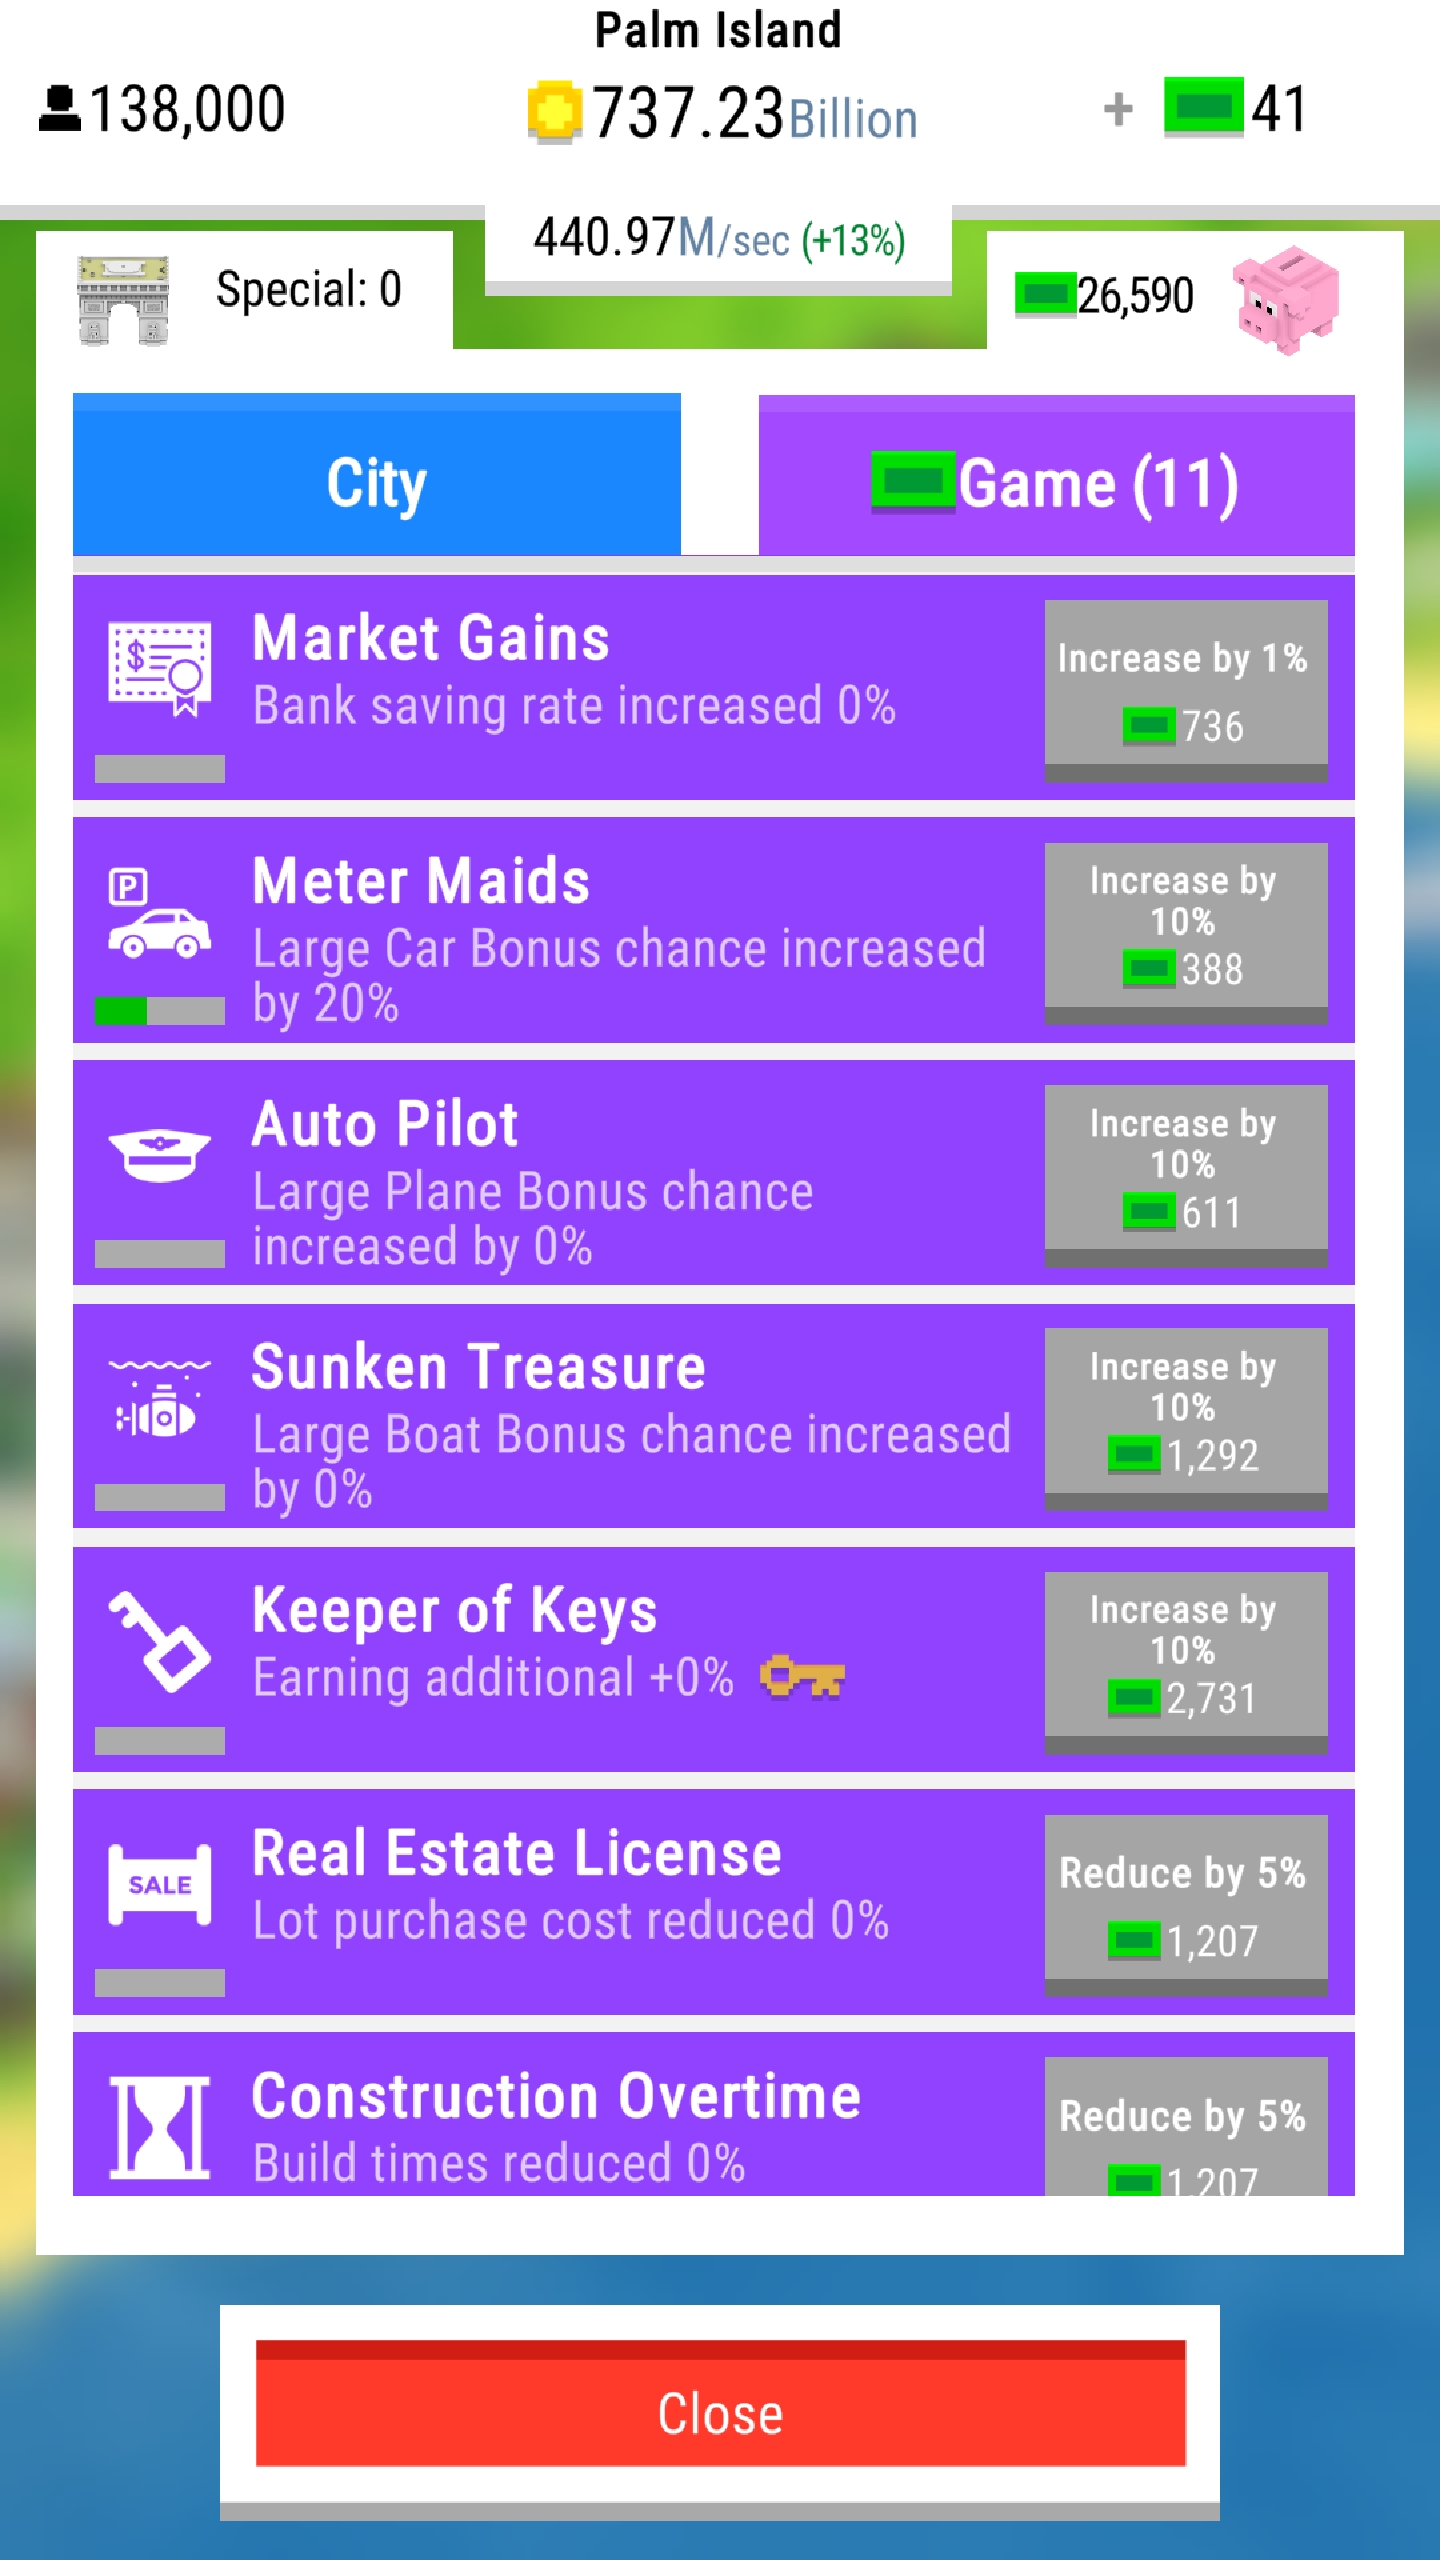 Palm Island
138,000
737.23Billion
+ 41
440.97M/sec (+13%)
Special: 0
26,590
City
Game (11)
Market Gains
Bank saving rate increased 0%
Increase by 1%
736
P
Meter Maids
Large Car Bonus chance increased
by 20%
Increase by
10%
388
Auto Pilot
Large Plane Bonus chance
increased by 0%
Increase by
10%
611
Sunken Treasure
Large Boat Bonus chance increased
by 0%
Increase by
10%
1,292
Keeper of Keys
Earning additional +0%
Increase by
10%
2,731
SALE
Real Estate License
Lot purchase cost reduced 0%
Reduce by 5%
1,207
Construction Overtime
Build times reduced 0%
Reduce by 5%
1,207
Close